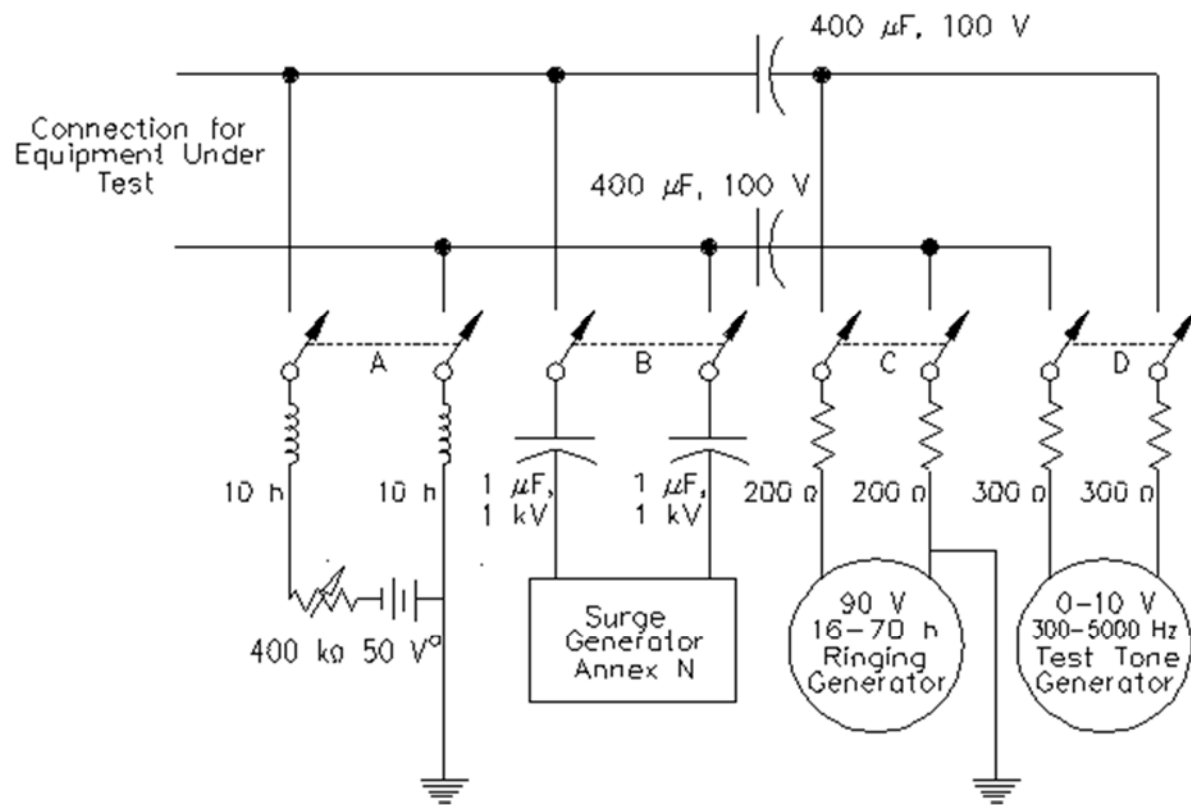 400 μF, 100 V
Connection for
Equipment Under
Test
400 μF, 100 V
A
B
C
D
10 h
10 h
1 μF,
1 kV
1 μF,
1 kV
200 Ω
200 Ω
300 Ω
300 Ω
400 kΩ 50 Vᵃ
Surge
Generator
Annex N
90 V
16-70 h
Ringing
Generator
0-10 V
300-5000 Hz
Test Tone
Generator